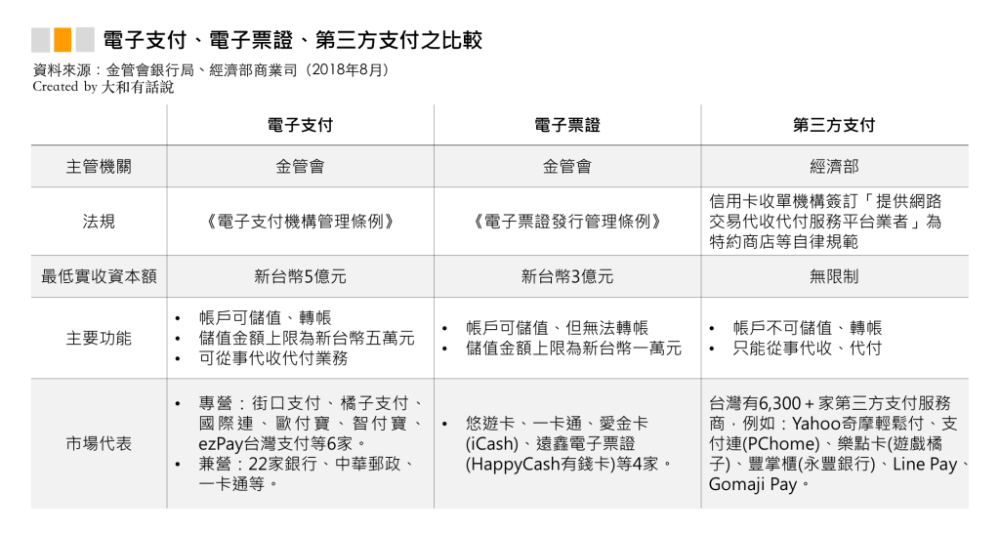 電子支付、電子票證、第三方支付之比較
資料來源：金管會銀行局、經濟部商業司（2018年8月）
Created by 大和有話說
電子支付 電子票證 第三方支付
主管機關 金管會 金管會 經濟部
法規 《電子支付機構管理條例》 《電子票證發行管理條例》
信用卡收單機構簽訂「提供網路
交易代收代付服務平台業者」為
特約商店等自律規範
最低實收資本額 新台幣5億元 新台幣3億元 無限制
主要功能
• 帳戶可儲值、轉帳
• 儲值金額上限為新台幣五萬元
• 可從事代收代付業務
• 帳戶可儲值、但無法轉帳
• 儲值金額上限為新台幣一萬元
• 帳戶不可儲值、轉帳
• 只能從事代收、代付
市場代表
• 專營：街口支付、橘子支付、
國際連、歐付寶、智付寶、
ezPay台灣支付等6家。
• 兼營：22家銀行、中華郵政、
一卡通等。
• 悠遊卡、一卡通、愛金卡
(iCash)、遠鑫電子票證
(HappyCash有錢卡)等4家。
台灣有6,300＋家第三方支付服務
商，例如：Yahoo奇摩輕鬆付、支
付連(PChome)、樂點卡(遊戲橘
子)、豐掌櫃(永豐銀行)、Line Pay、
Gomaji Pay。